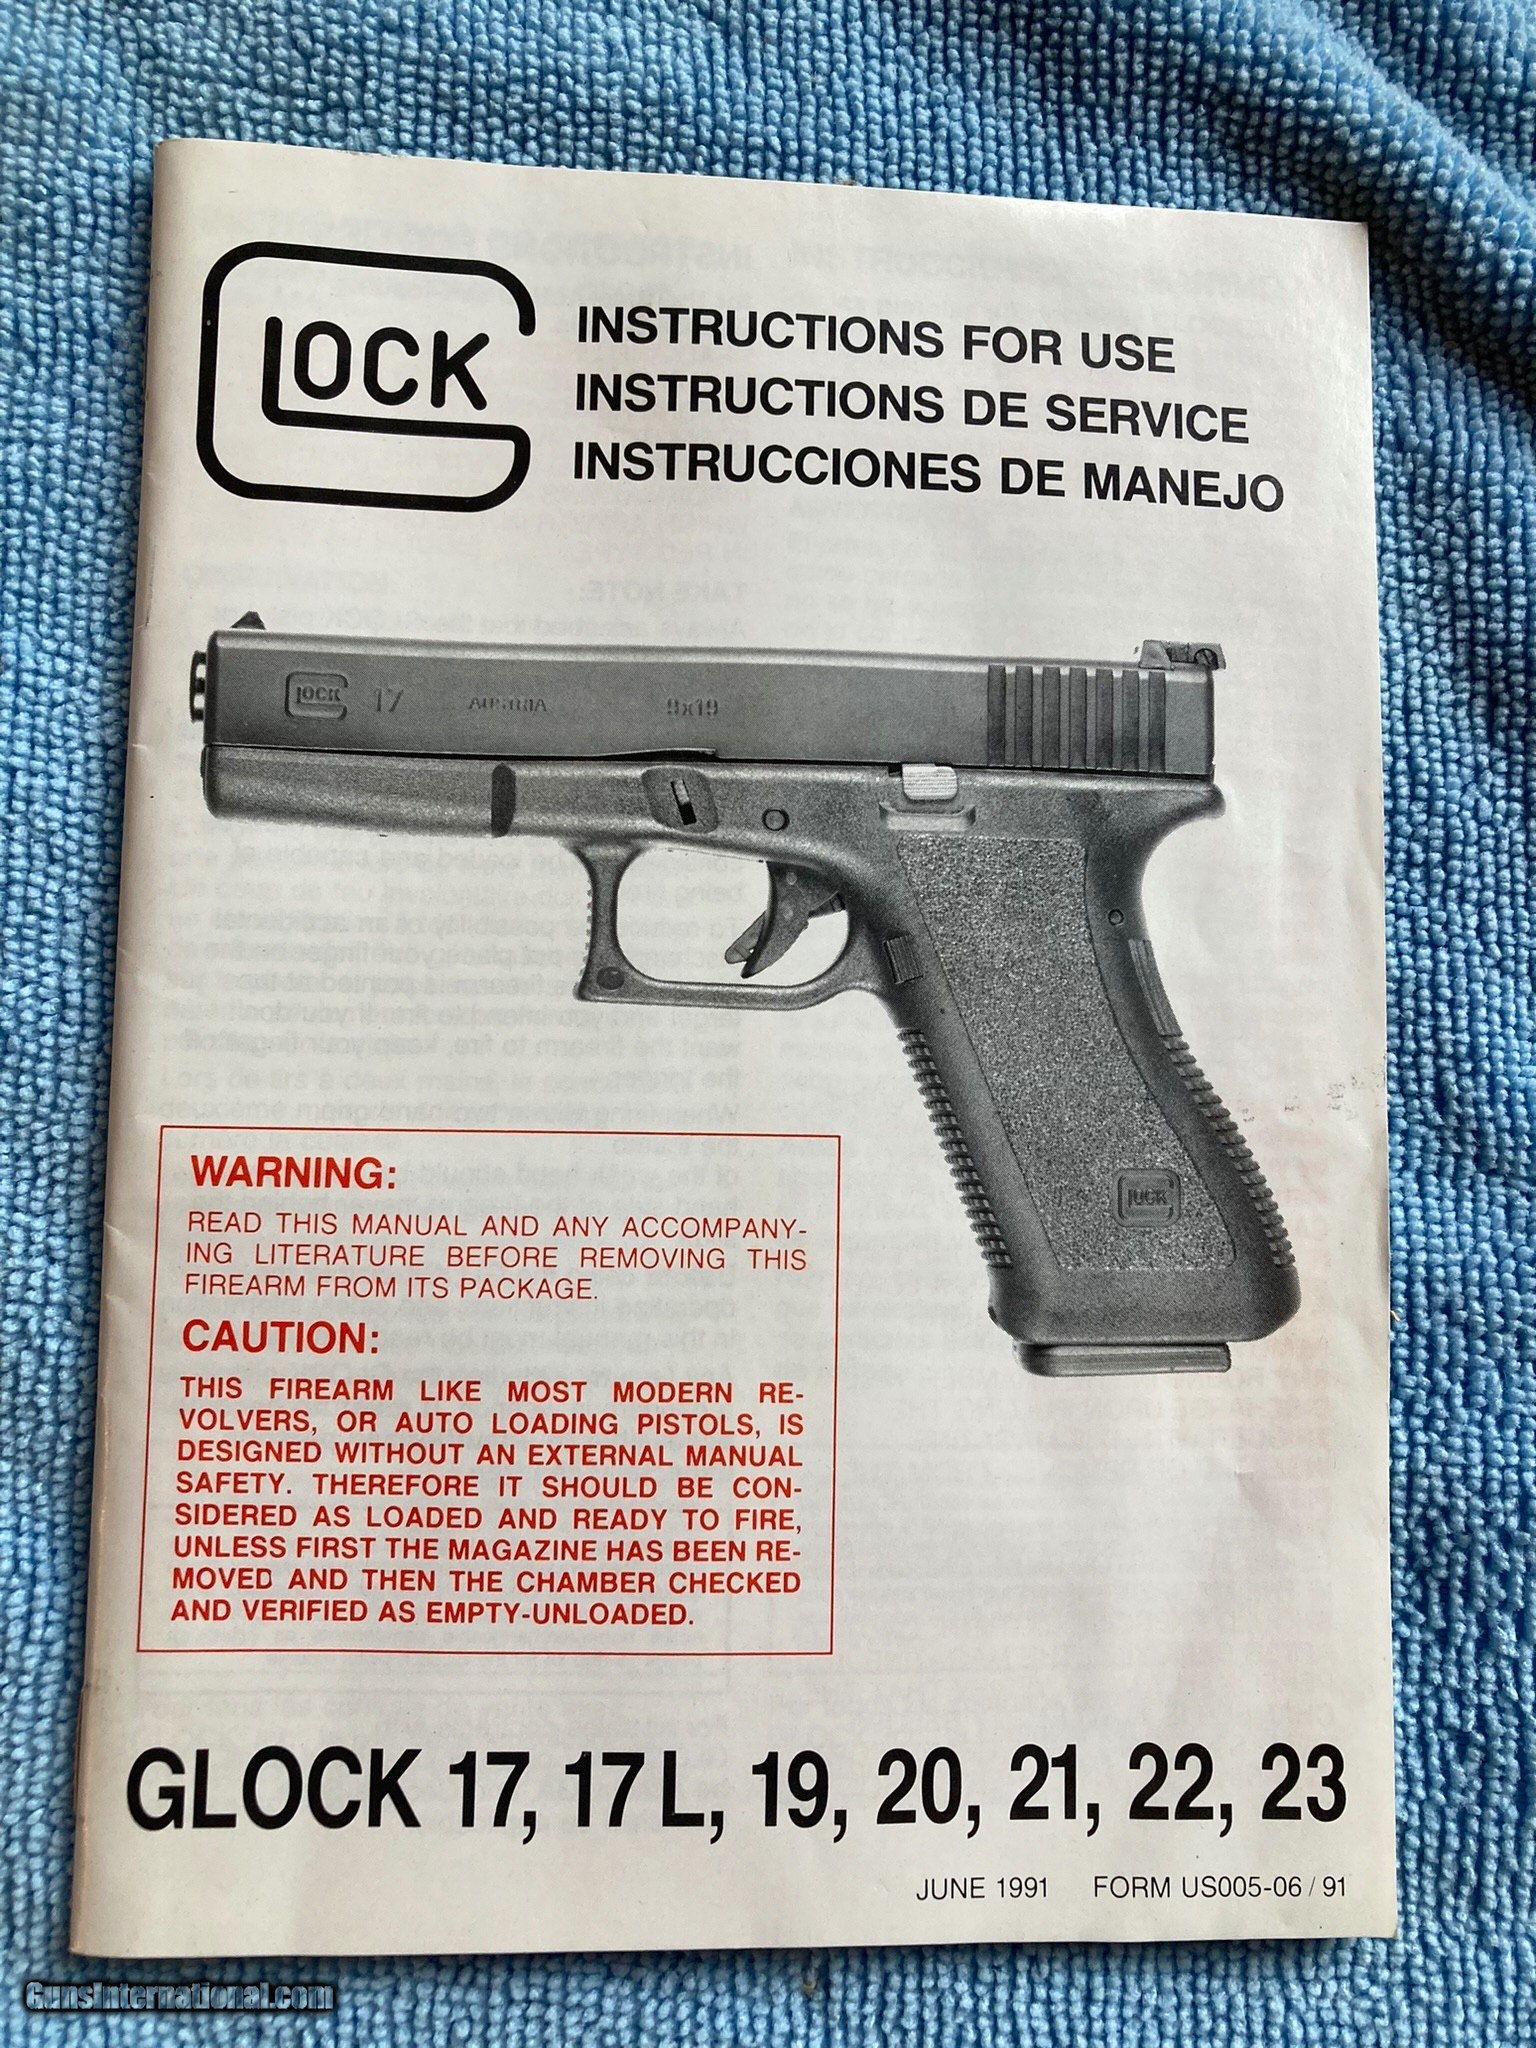 GLOCK
INSTRUCTIONS FOR USE
INSTRUCTIONS DE SERVICE
INSTRUCCIONES DE MANEJO
GLOCK 17 AUSTRIA 9x19
GLOCK
WARNING:
READ THIS MANUAL AND ANY ACCOMPANY-
ING LITERATURE BEFORE REMOVING THIS
FIREARM FROM ITS PACKAGE.
CAUTION:
THIS FIREARM LIKE MOST MODERN RE-
VOLVERS, OR AUTO LOADING PISTOLS, IS
DESIGNED WITHOUT AN EXTERNAL MANUAL
SAFETY. THEREFORE IT SHOULD BE CON-
SIDERED AS LOADED AND READY TO FIRE,
UNLESS FIRST THE MAGAZINE HAS BEEN RE-
MOVED AND THEN THE CHAMBER CHECKED
AND VERIFIED AS EMPTY-UNLOADED.
GLOCK 17, 17 L, 19, 20, 21, 22, 23
JUNE 1991 FORM US005-06 / 91
GunsInternational.com